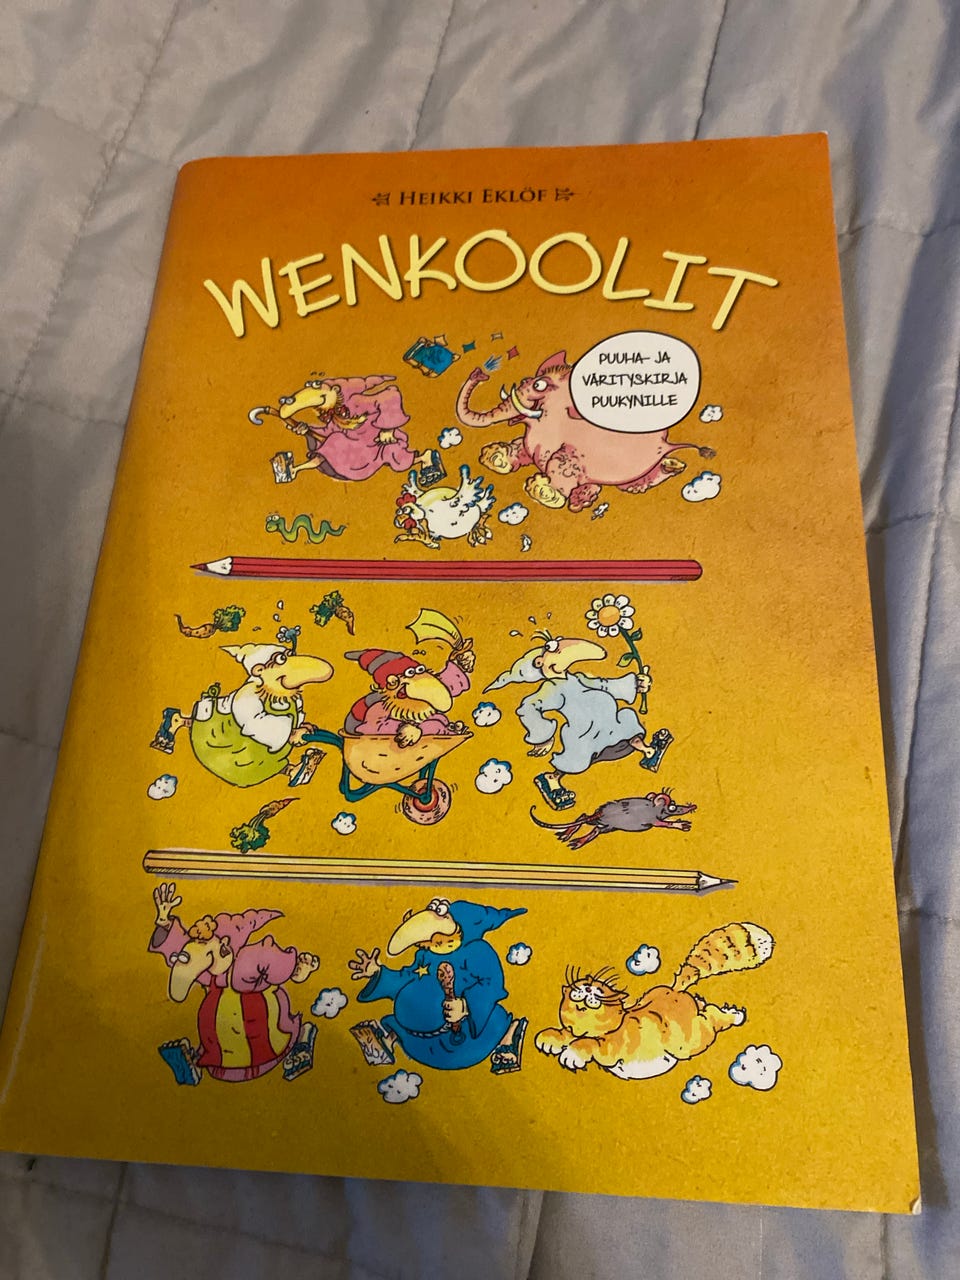 HEIKKI EKLÖF
WENKOOLIT
PUUHA- JA
VÄRITYSKIRJA
PUUKYNILLE